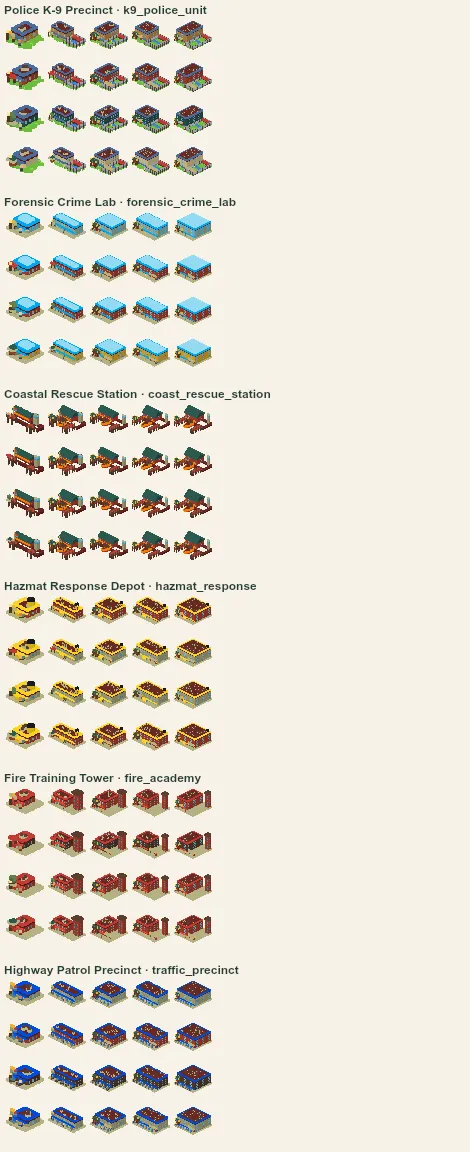 Police K-9 Precinct · k9_police_unit
Forensic Crime Lab · forensic_crime_lab
Coastal Rescue Station · coast_rescue_station
Hazmat Response Depot · hazmat_response
Fire Training Tower · fire_academy
Highway Patrol Precinct · traffic_precinct